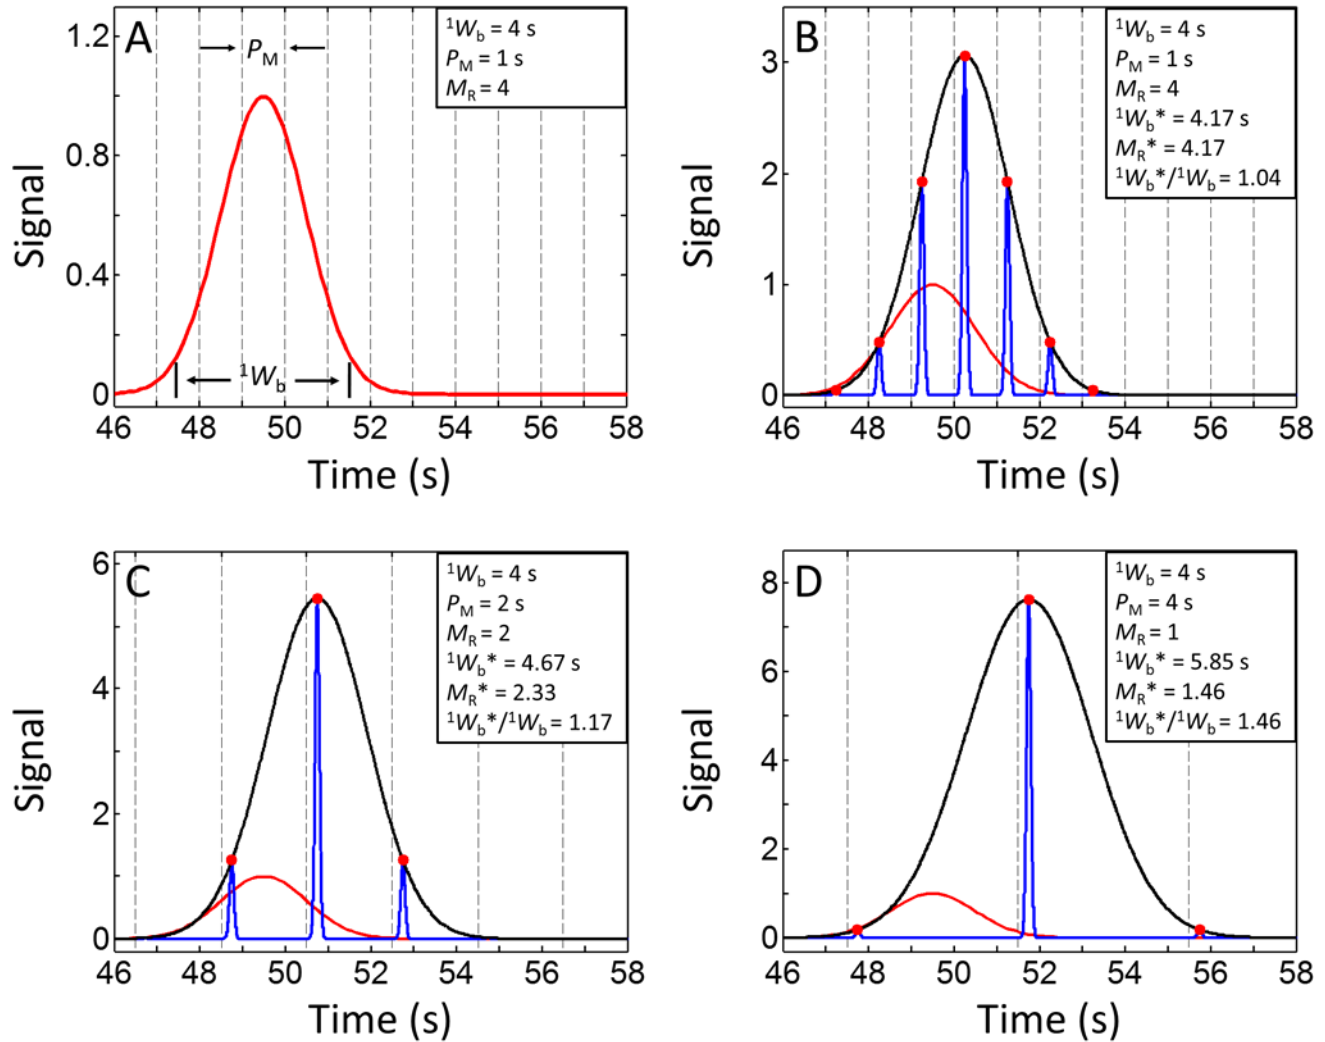 A
P_M
¹W_b = 4 s
P_M = 1 s
M_R = 4
1.2
0.8
0.4
0
Signal
¹W_b
46 48 50 52 54 56 58
Time (s)
B
¹W_b = 4 s
P_M = 1 s
M_R = 4
¹W_b* = 4.17 s
M_R* = 4.17
¹W_b*/¹W_b = 1.04
3
2
1
0
Signal
46 48 50 52 54 56 58
Time (s)
C
¹W_b = 4 s
P_M = 2 s
M_R = 2
¹W_b* = 4.67 s
M_R* = 2.33
¹W_b*/¹W_b = 1.17
6
4
2
0
Signal
46 48 50 52 54 56 58
Time (s)
D
¹W_b = 4 s
P_M = 4 s
M_R = 1
¹W_b* = 5.85 s
M_R* = 1.46
¹W_b*/¹W_b = 1.46
8
6
4
2
0
Signal
46 48 50 52 54 56 58
Time (s)